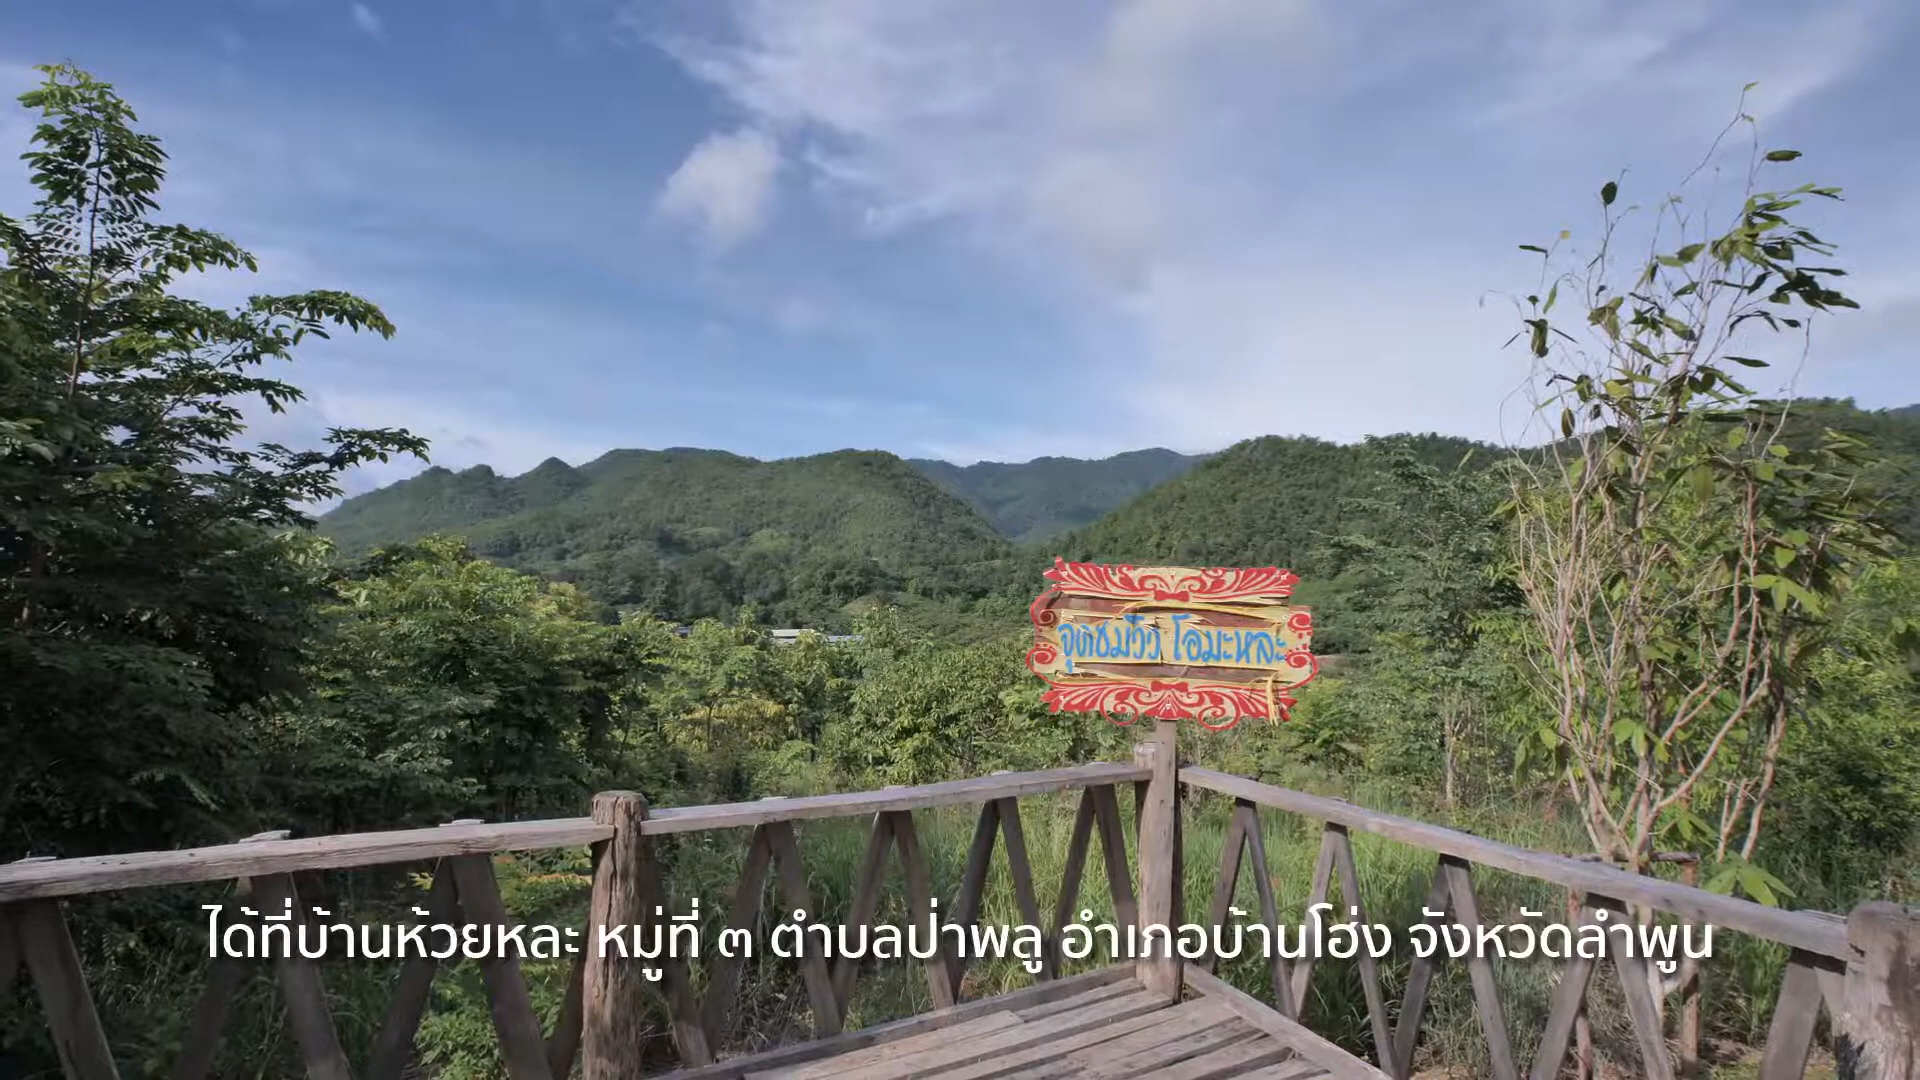 จุดชมวิว โอมะหละ
ได้ที่บ้านห้วยหละ หมู่ที่ ๓ ตำบลป่าพลู อำเภอบ้านโฮ่ง จังหวัดลำพูน